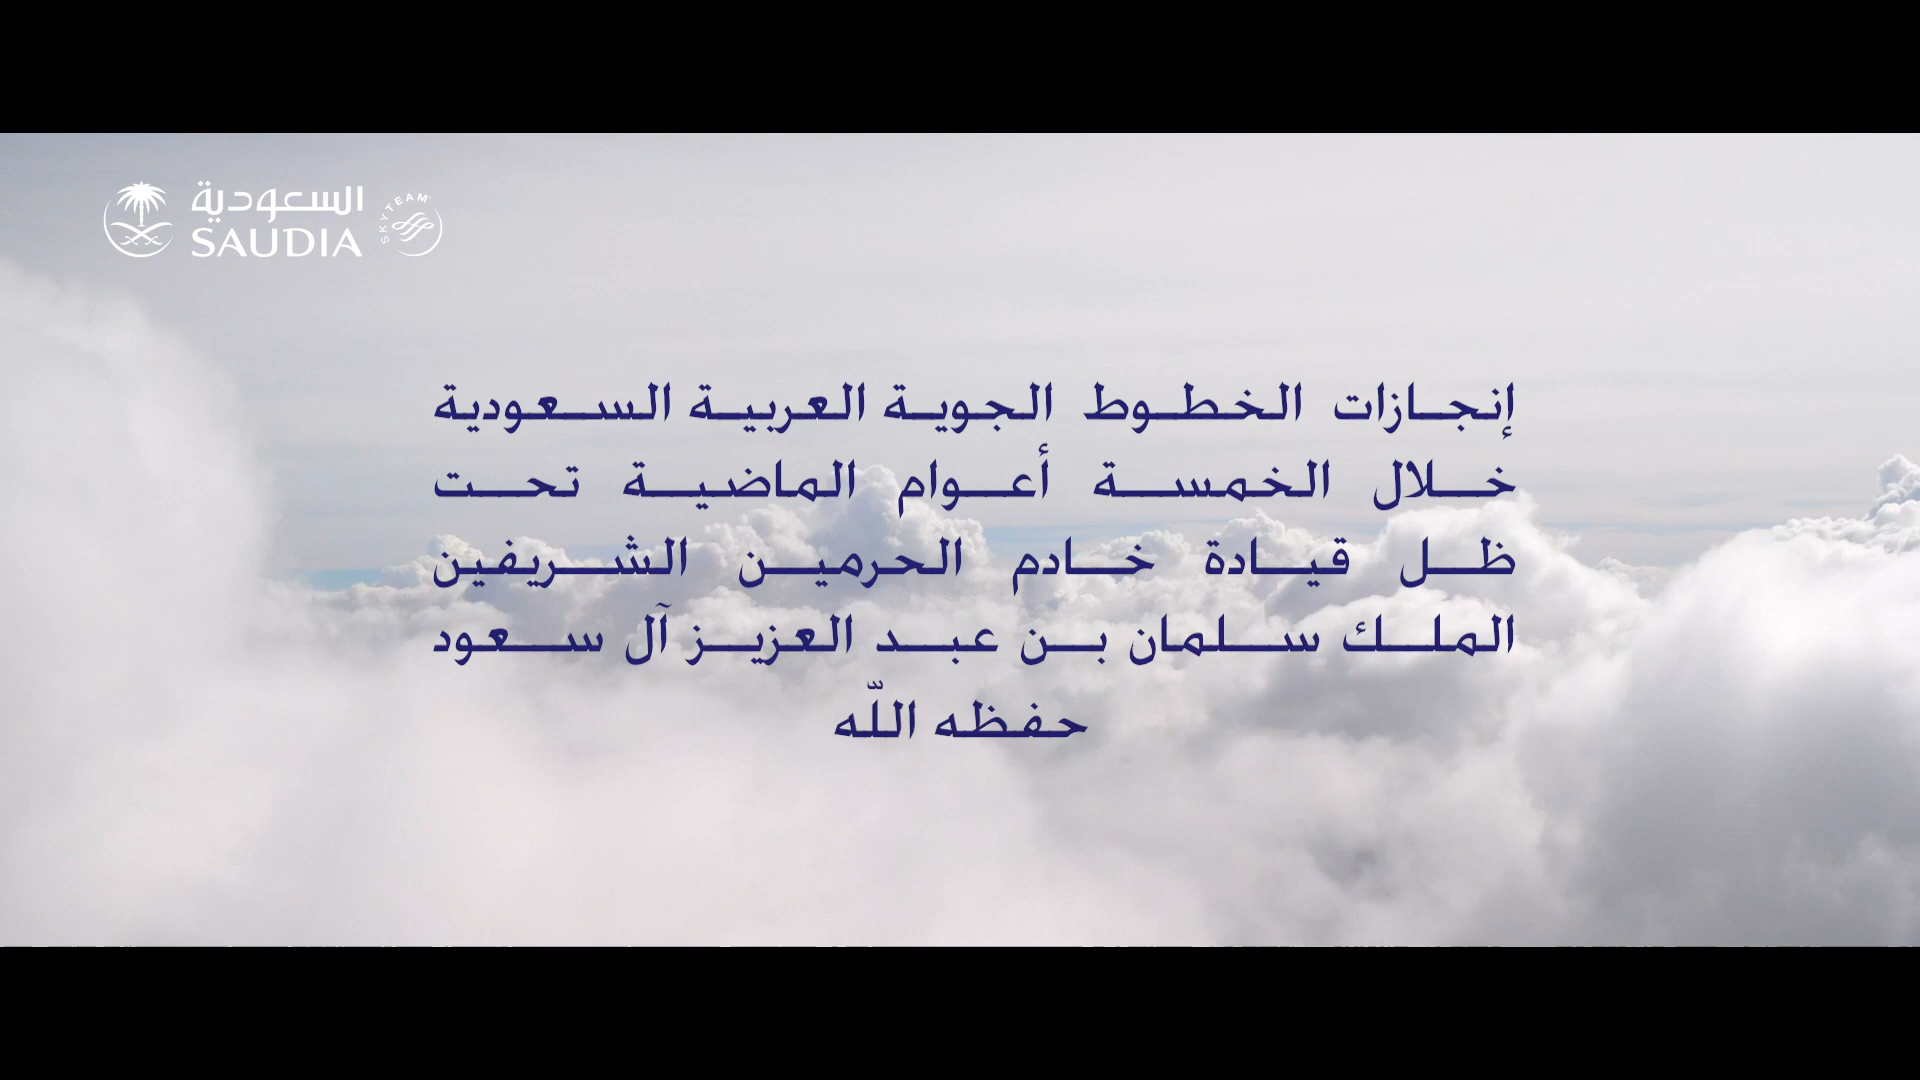 السعودية
SAUDIA
SKYTEAM
إنجازات الخطوط الجوية العربية السعودية
خلال الخمسة أعوام الماضية تحت
ظل قيادة خادم الحرمين الشريفين
الملك سلمان بن عبد العزيز آل سعود
حفظه اللّه